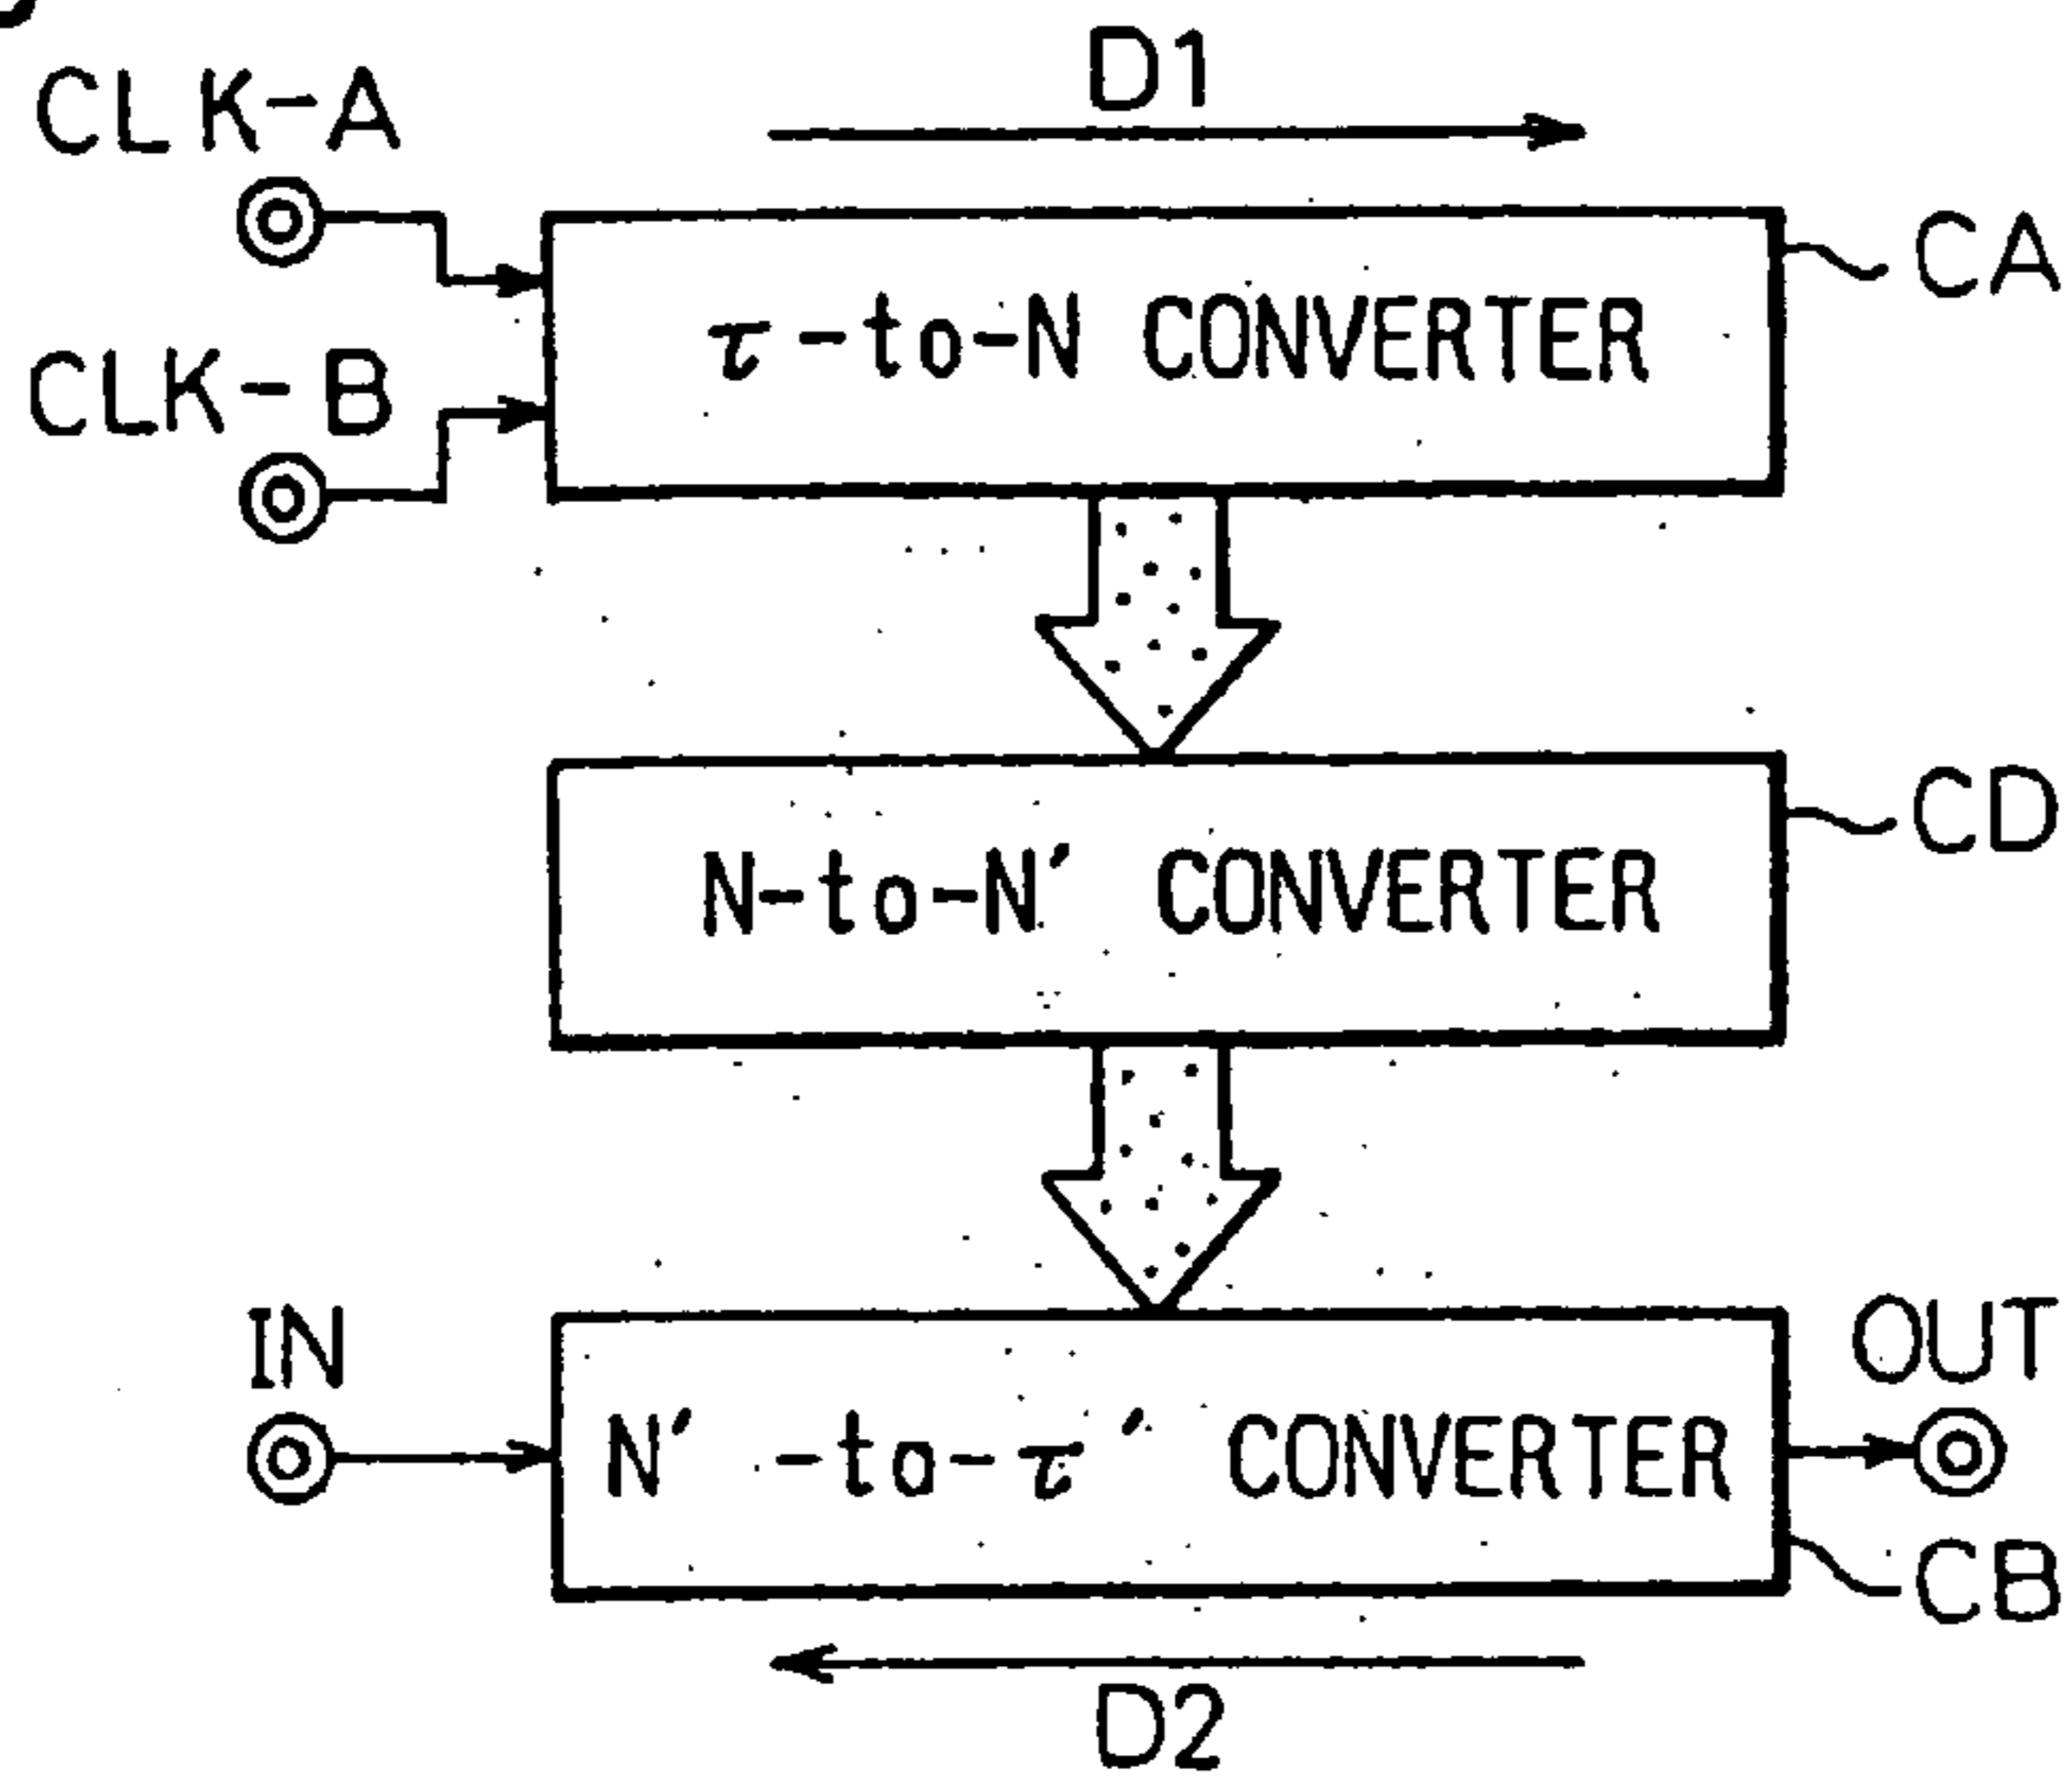 D1
CLK-A
CA
τ-to-N CONVERTER
CLK-B
CD
N-to-N′ CONVERTER
IN
OUT
N′-to-τ′ CONVERTER
CB
D2